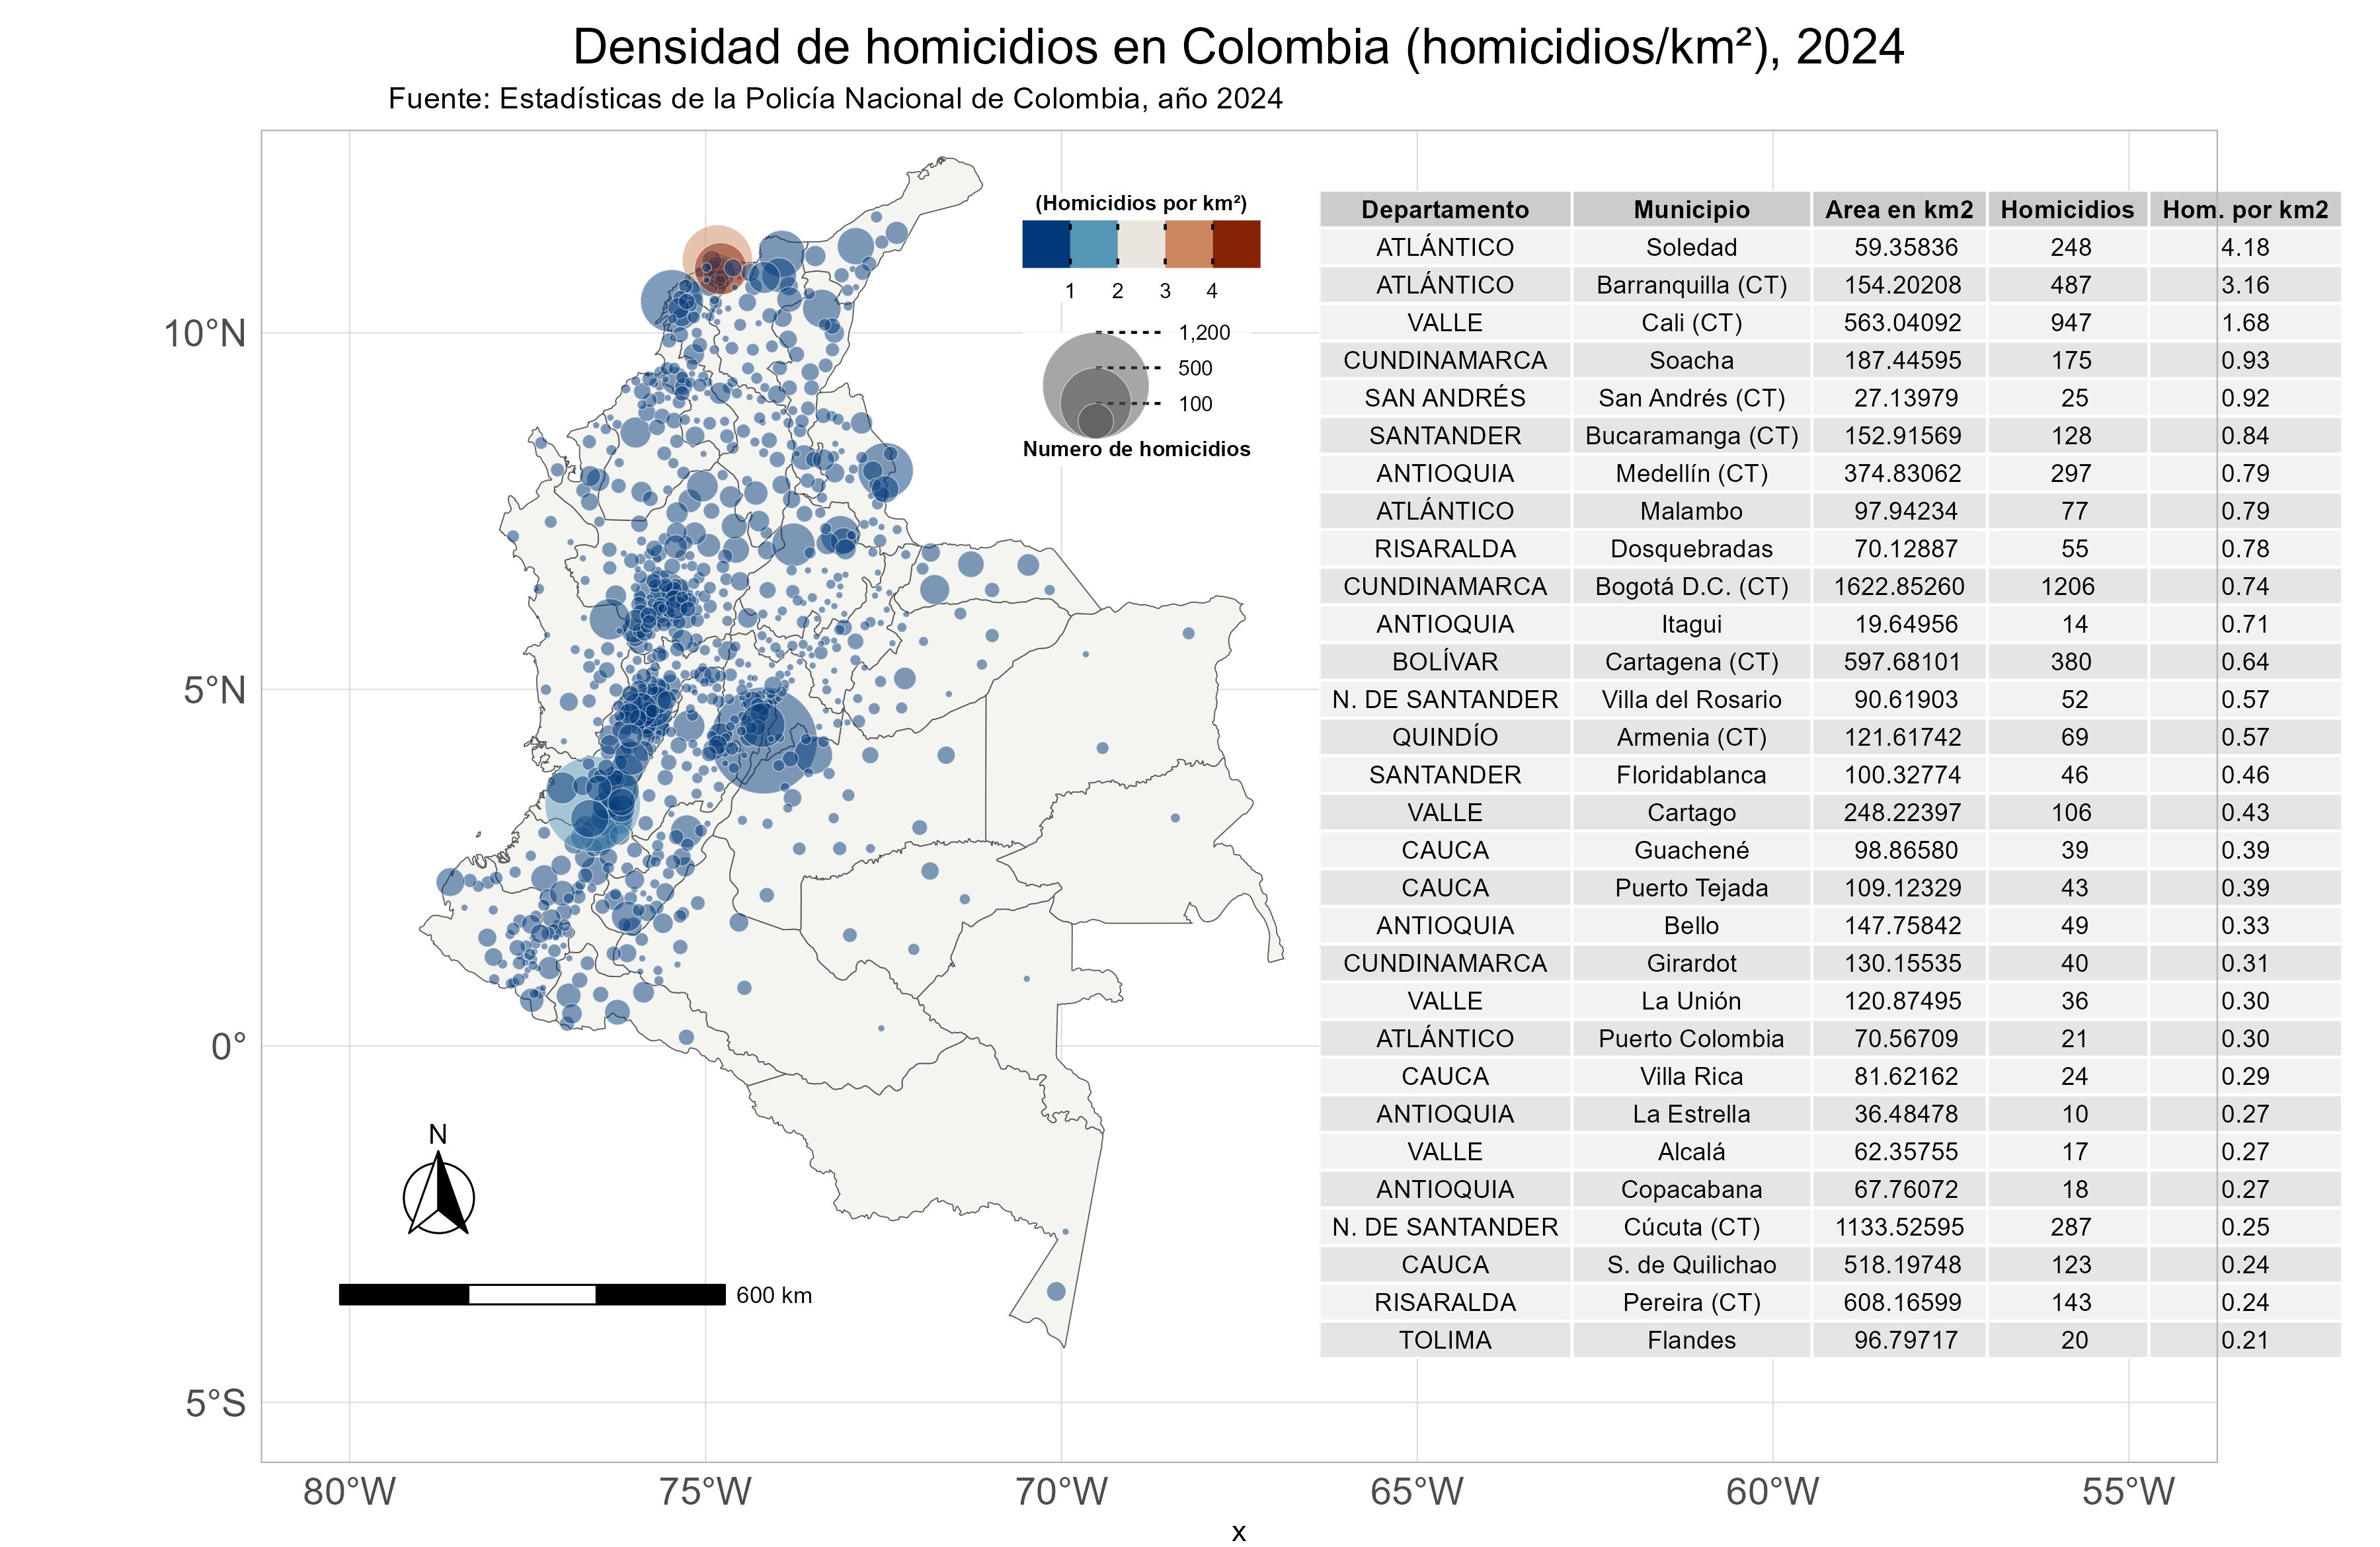 Densidad de homicidios en Colombia (homicidios/km²), 2024
Fuente: Estadísticas de la Policía Nacional de Colombia, año 2024
(Homicidios por km²)
1 2 3 4
1,200
500
100
Numero de homicidios
Departamento Municipio Area en km2 Homicidios Hom. por km2
ATLÁNTICO Soledad 59.35836 248 4.18
ATLÁNTICO Barranquilla (CT) 154.20208 487 3.16
VALLE Cali (CT) 563.04092 947 1.68
CUNDINAMARCA Soacha 187.44595 175 0.93
SAN ANDRÉS San Andrés (CT) 27.13979 25 0.92
SANTANDER Bucaramanga (CT) 152.91569 128 0.84
ANTIOQUIA Medellín (CT) 374.83062 297 0.79
ATLÁNTICO Malambo 97.94234 77 0.79
RISARALDA Dosquebradas 70.12887 55 0.78
CUNDINAMARCA Bogotá D.C. (CT) 1622.85260 1206 0.74
ANTIOQUIA Itagui 19.64956 14 0.71
BOLÍVAR Cartagena (CT) 597.68101 380 0.64
N. DE SANTANDER Villa del Rosario 90.61903 52 0.57
QUINDÍO Armenia (CT) 121.61742 69 0.57
SANTANDER Floridablanca 100.32774 46 0.46
VALLE Cartago 248.22397 106 0.43
CAUCA Guachené 98.86580 39 0.39
CAUCA Puerto Tejada 109.12329 43 0.39
ANTIOQUIA Bello 147.75842 49 0.33
CUNDINAMARCA Girardot 130.15535 40 0.31
VALLE La Unión 120.87495 36 0.30
ATLÁNTICO Puerto Colombia 70.56709 21 0.30
CAUCA Villa Rica 81.62162 24 0.29
ANTIOQUIA La Estrella 36.48478 10 0.27
VALLE Alcalá 62.35755 17 0.27
ANTIOQUIA Copacabana 67.76072 18 0.27
N. DE SANTANDER Cúcuta (CT) 1133.52595 287 0.25
CAUCA S. de Quilichao 518.19748 123 0.24
RISARALDA Pereira (CT) 608.16599 143 0.24
TOLIMA Flandes 96.79717 20 0.21
10°N
5°N
0°
5°S
N
600 km
80°W 75°W 70°W 65°W 60°W 55°W
x